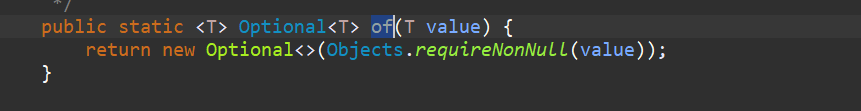 */
public static <T> Optional<T> of(T value) {
return new Optional<>(Objects.requireNonNull(value));
}